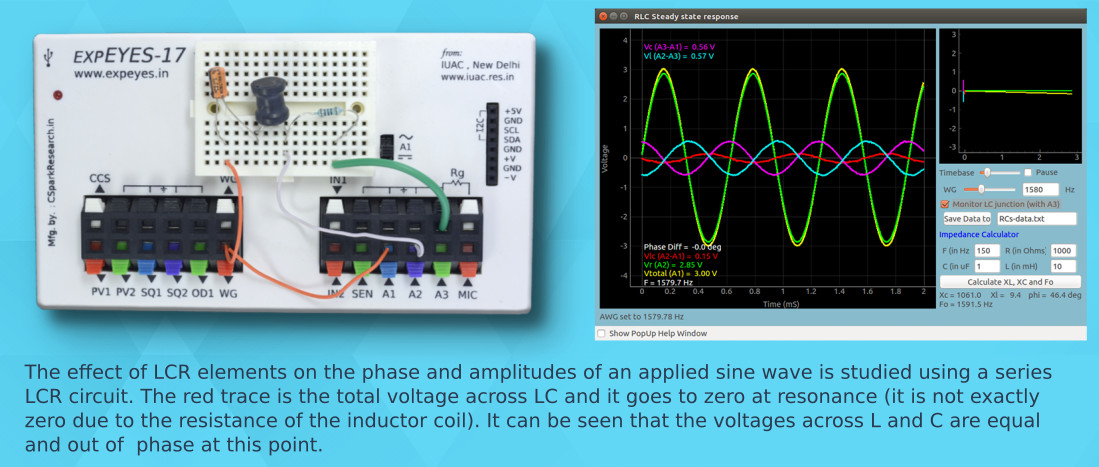 EXPEYES-17
www.expeyes.in
from:
IUAC , New Delhi
www.iuac.res.in
Mfg. by. : CSparkResearch.in
I2C
+5V
GND
SCL
SDA
GND
+V
GND
-V
A1
Rg
CCS
WG
IN1
PV1 PV2 SQ1 SQ2 OD1 WG
IN2 SEN A1 A2 A3 MIC
RLC Steady state response
Vc (A3-A1) = 0.56 V
Vl (A2-A3) = 0.57 V
4
3
2
1
0
-1
-2
-3
-4
Voltage
Phase Diff = -0.0 deg
Vlc (A2-A1) = 0.15 V
Vr (A2) = 2.85 V
Vtotal (A1) = 3.00 V
F = 1579.7 Hz
0 0.2 0.4 0.6 0.8 1 1.2 1.4 1.6 1.8 2
Time (mS)
AWG set to 1579.78 Hz
Show PopUp Help Window
3
2
1
0
-1
-2
-3
0 1 2 3
Timebase Pause
WG 1580 Hz
Monitor LC junction (with A3)
Save Data to RCs-data.txt
Impedance Calculator
F (in Hz 150 R (in Ohms 1000
C (in uF 1 L (in mH) 10
Calculate XL, XC and Fo
Xc = 1061.0 Xl = 9.4 phi = 46.4 deg
Fo = 1591.5 Hz
The effect of LCR elements on the phase and amplitudes of an applied sine wave is studied using a series
LCR circuit. The red trace is the total voltage across LC and it goes to zero at resonance (it is not exactly
zero due to the resistance of the inductor coil). It can be seen that the voltages across L and C are equal
and out of phase at this point.